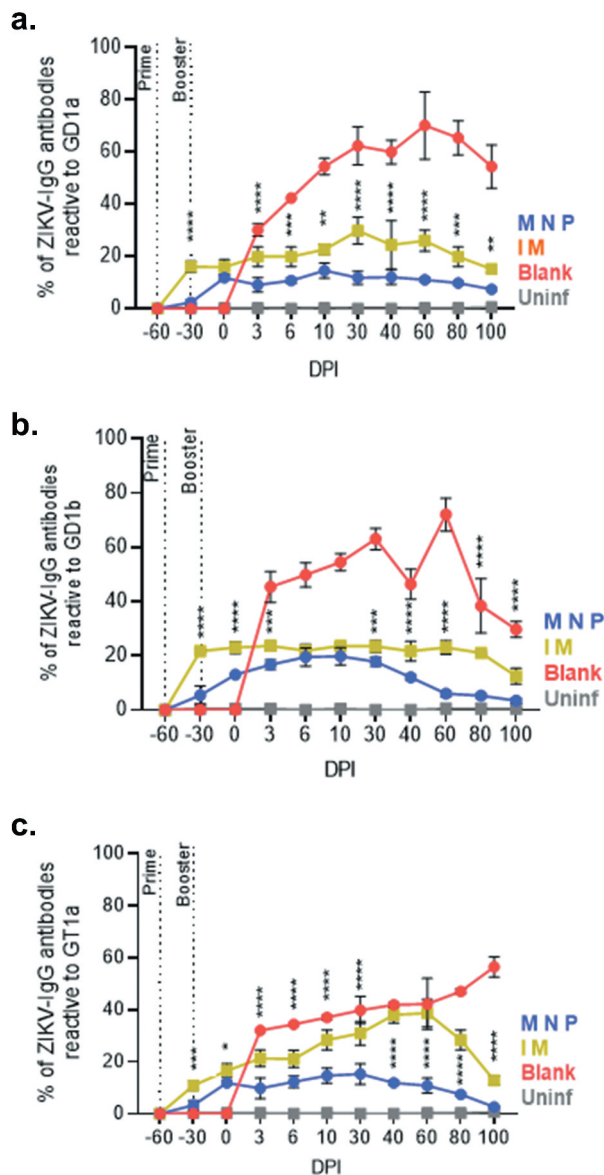 a.
% of ZIKV-IgG antibodies
reactive to GD1a
100
80
60
40
20
0
Prime
Booster
****
****
***
**
****
****
****
***
**
-60 -30 0 3 6 10 30 40 60 80 100
DPI
M N P
I M
Blank
Uninf
b.
% of ZIKV-IgG antibodies
reactive to GD1b
100
80
60
40
20
0
Prime
Booster
****
****
***
***
****
****
****
****
-60 -30 0 3 6 10 30 40 60 80 100
DPI
M N P
I M
Blank
Uninf
c.
% of ZIKV-IgG antibodies
reactive to GT1a
100
80
60
40
20
0
Prime
Booster
***
*
****
****
****
****
****
****
****
****
-60 -30 0 3 6 10 30 40 60 80 100
DPI
M N P
I M
Blank
Uninf